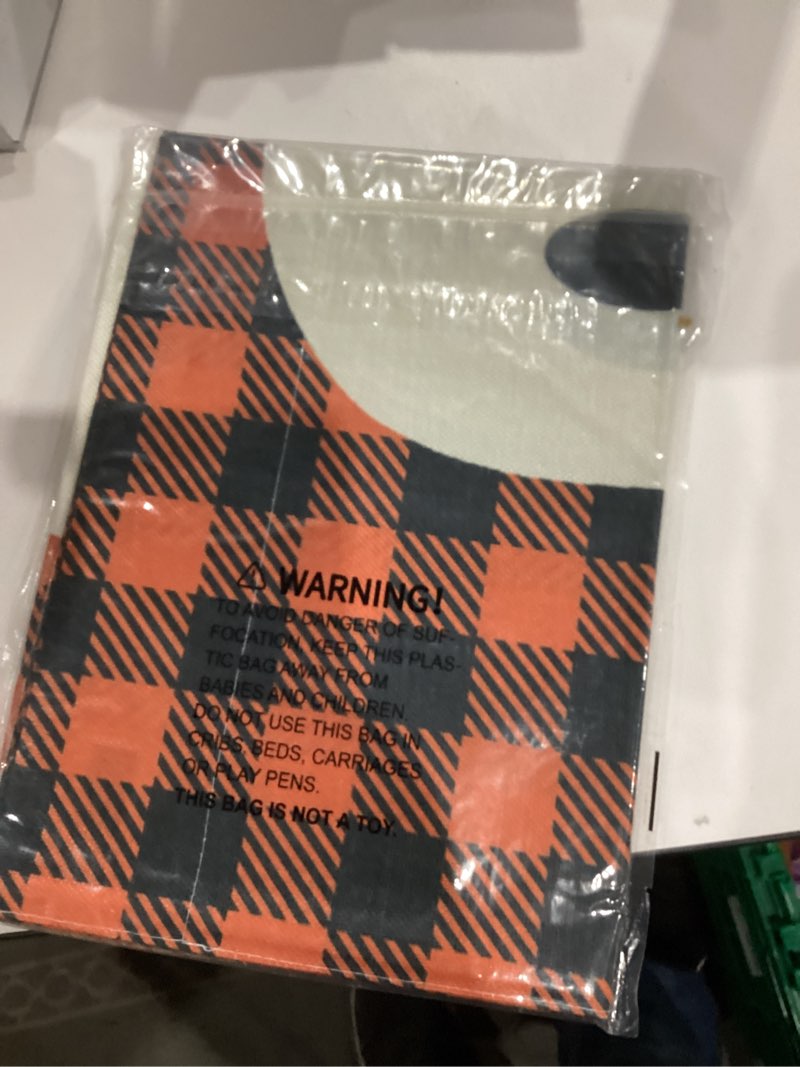 ⚠ WARNING!
TO AVOID DANGER OF SUF-
FOCATION, KEEP THIS PLAS-
TIC BAG AWAY FROM
BABIES AND CHILDREN.
DO NOT USE THIS BAG IN
CRIBS, BEDS, CARRIAGES
OR PLAY PENS.
THIS BAG IS NOT A TOY.